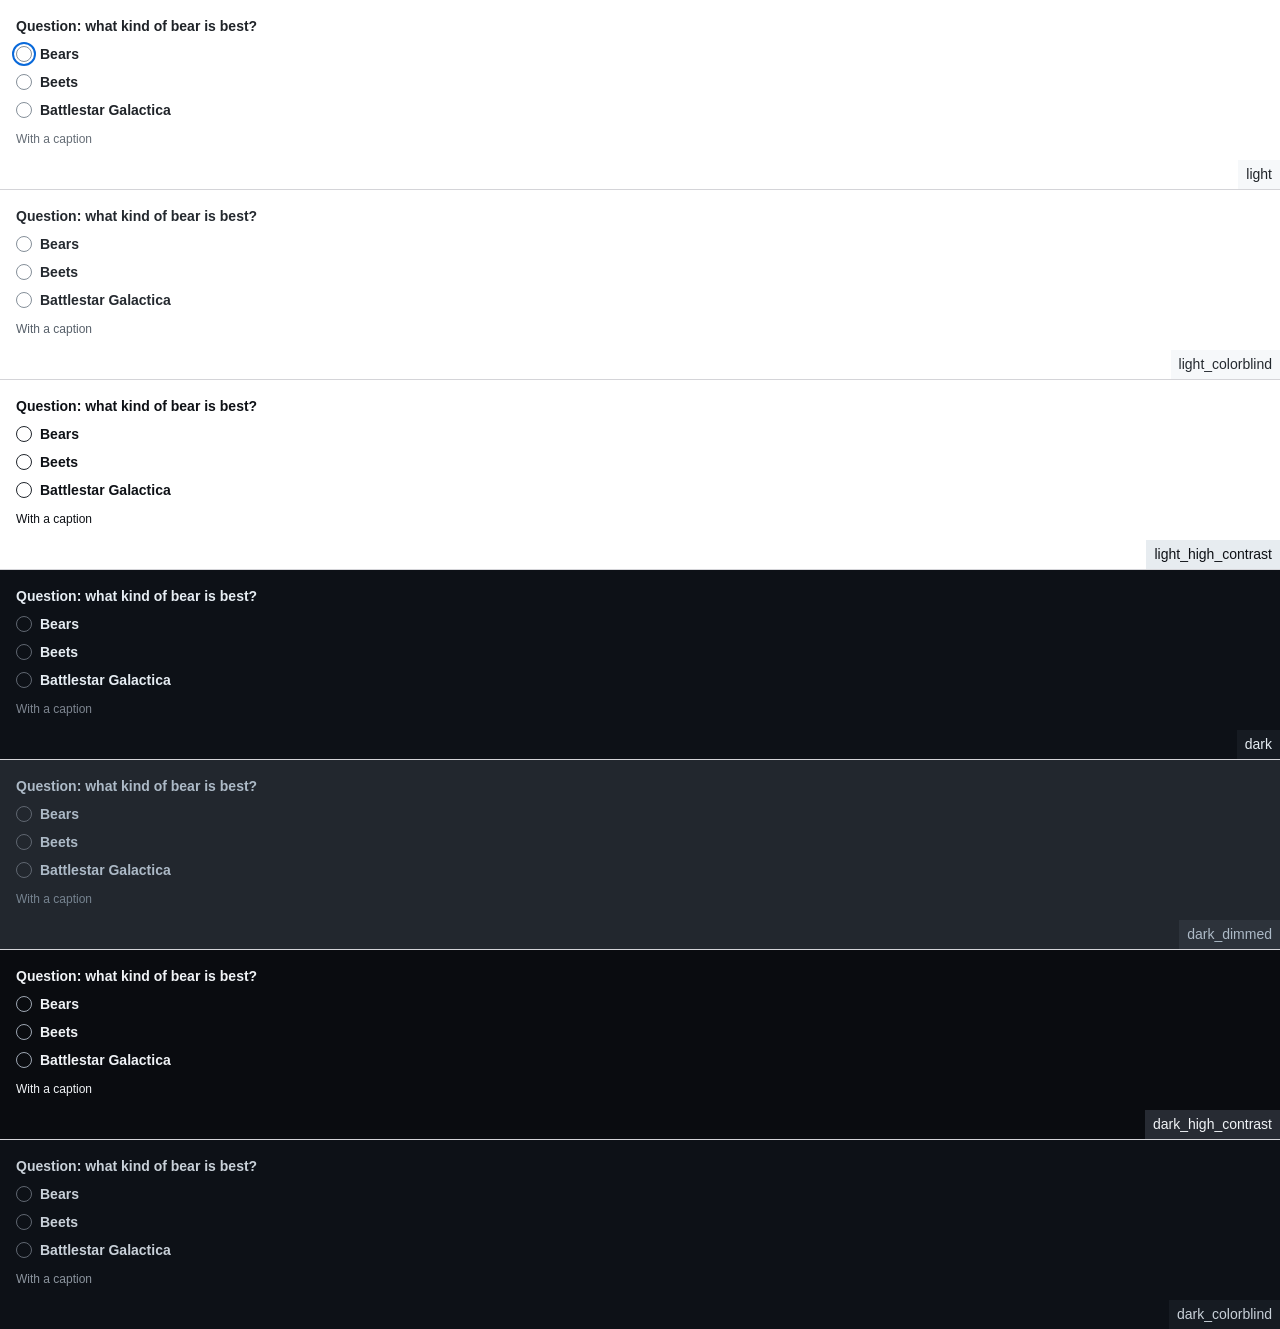 Question: what kind of bear is best?
Bears
Beets
Battlestar Galactica
With a caption
light
Question: what kind of bear is best?
Bears
Beets
Battlestar Galactica
With a caption
light_colorblind
Question: what kind of bear is best?
Bears
Beets
Battlestar Galactica
With a caption
light_high_contrast
Question: what kind of bear is best?
Bears
Beets
Battlestar Galactica
With a caption
dark
Question: what kind of bear is best?
Bears
Beets
Battlestar Galactica
With a caption
dark_dimmed
Question: what kind of bear is best?
Bears
Beets
Battlestar Galactica
With a caption
dark_high_contrast
Question: what kind of bear is best?
Bears
Beets
Battlestar Galactica
With a caption
dark_colorblind